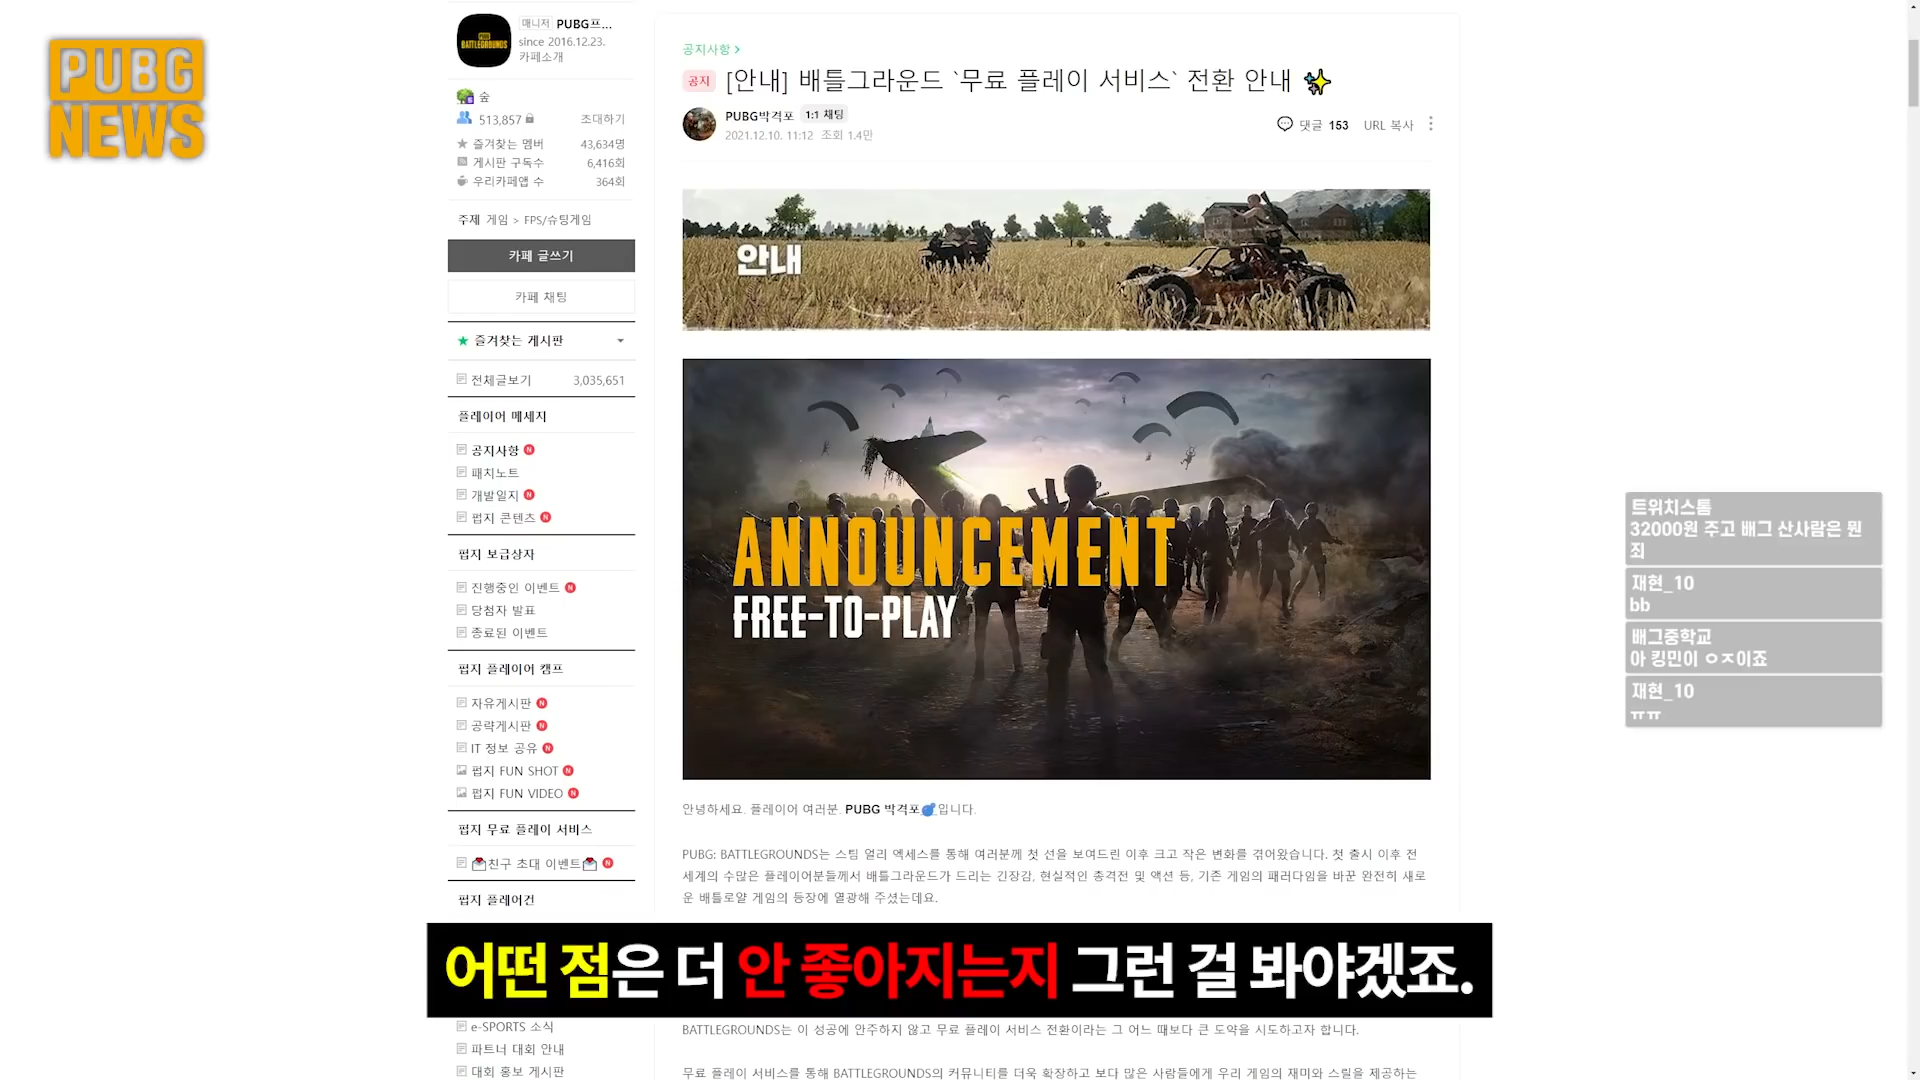 PUBG
NEWS
BATTLEGROUNDS
매니저 PUBG프...
since 2016.12.23.
카페소개
숲
513,857
초대하기
즐겨찾는 멤버 43,634명
게시판 구독수 6,416회
우리카페앱 수 364회
주제 게임 > FPS/슈팅게임
카페 글쓰기
카페 채팅
즐겨찾는 게시판
전체글보기 3,035,651
플레이어 메세지
공지사항 N
패치노트
개발일지 N
펍지 콘텐츠 N
펍지 보급상자
진행중인 이벤트 N
당첨자 발표
종료된 이벤트
펍지 플레이어 캠프
자유게시판 N
공략게시판 N
IT 정보 공유 N
펍지 FUN SHOT N
펍지 FUN VIDEO N
펍지 무료 플레이 서비스
친구 초대 이벤트 N
펍지 플레이어건
e-SPORTS 소식
파트너 대회 안내
대회 홍보 게시판
공지사항 >
공지 [안내] 배틀그라운드 `무료 플레이 서비스` 전환 안내
PUBG박격포 1:1 채팅
2021.12.10. 11:12 조회 1.4만
댓글 153 URL 복사
안내
ANNOUNCEMENT
FREE-TO-PLAY
안녕하세요. 플레이어 여러분. PUBG 박격포입니다.
PUBG: BATTLEGROUNDS는 스팀 얼리 엑세스를 통해 여러분께 첫 선을 보여드린 이후 크고 작은 변화를 겪어왔습니다. 첫 출시 이후 전
세계의 수많은 플레이어분들께서 배틀그라운드가 드리는 긴장감, 현실적인 총격전 및 액션 등, 기존 게임의 패러다임을 바꾼 완전히 새로
운 배틀로얄 게임의 등장에 열광해 주셨는데요.
어떤 점은 더 안 좋아지는지 그런 걸 봐야겠죠.
BATTLEGROUNDS는 이 성공에 안주하지 않고 무료 플레이 서비스 전환이라는 그 어느 때보다 큰 도약을 시도하고자 합니다.
무료 플레이 서비스를 통해 BATTLEGROUNDS의 커뮤니티를 더욱 확장하고 보다 많은 사람들에게 우리 게임의 재미와 스릴을 제공하는
트위치스톰
32000원 주고 배그 산사람은 뭔
죄
재현_10
bb
배그중학교
아 킹민이 ㅇㅈ이죠
재현_10
ㅠㅠ